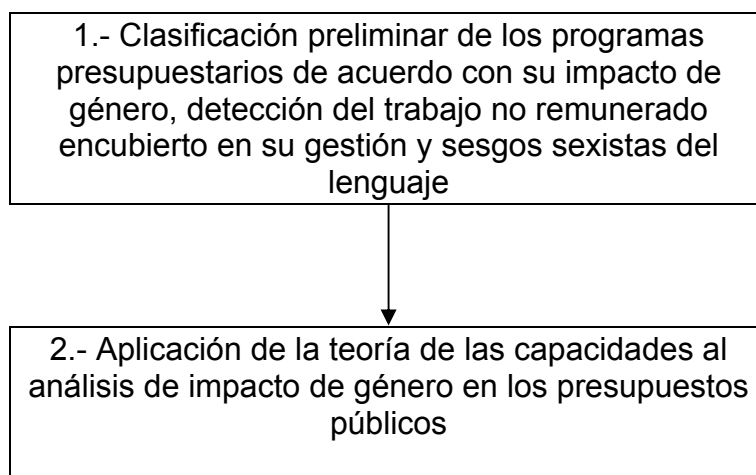 1.- Clasificación preliminar de los programas
presupuestarios de acuerdo con su impacto de
género, detección del trabajo no remunerado
encubierto en su gestión y sesgos sexistas del
lenguaje
2.- Aplicación de la teoría de las capacidades al
análisis de impacto de género en los presupuestos
públicos